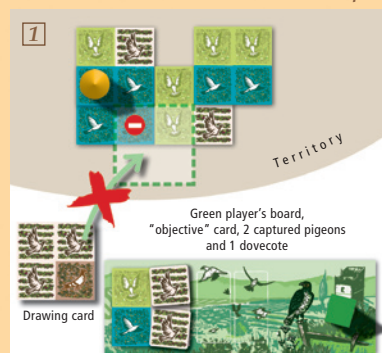 1
Territory
Green player's board,
"objective" card, 2 captured pigeons
and 1 dovecote
Drawing card